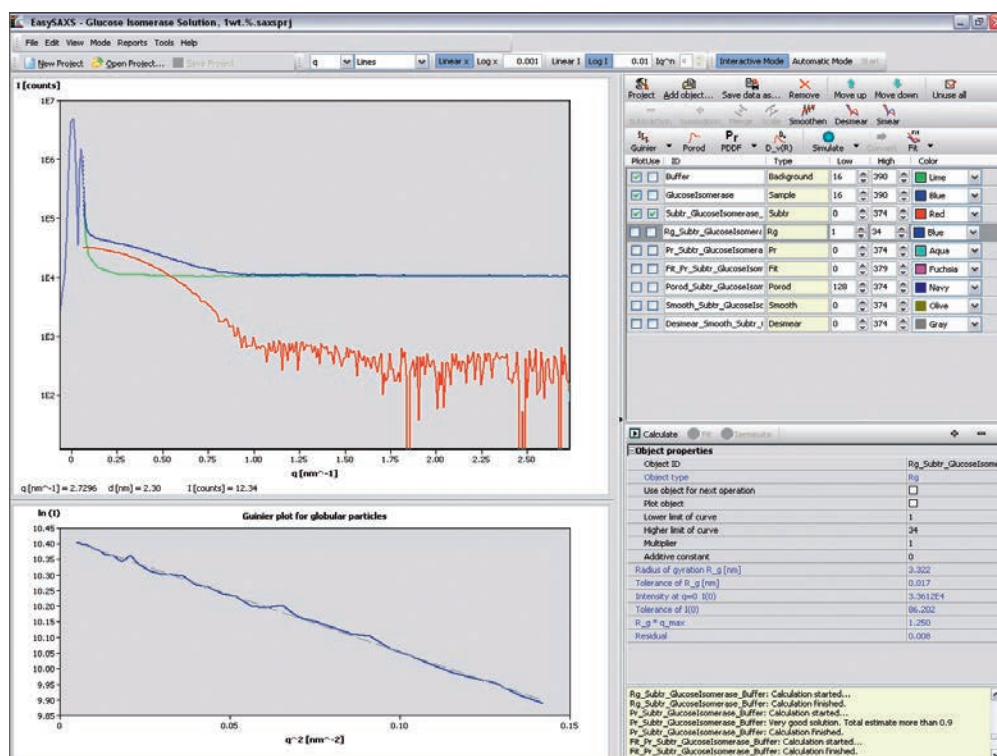 EasySAXS - Glucose Isomerase Solution, 1wt.%.saxsprj
File Edit View Mode Reports Tools Help
New Project Open Project... Save Project q Lines Linear x Log x 0.001 Linear I Log I 0.01 Iq^n Interactive Mode Automatic Mode Start
I [counts]
1E7
1E6
1E5
1E4
1E3
1E2
0 0.25 0.50 0.75 1.00 1.25 1.50 1.75 2.00 2.25 2.50
q [nm^-1]
q[nm^-1] = 2.7296 d[nm] = 2.30 I[counts] = 12.34
ln (I)
Guinier plot for globular particles
10.45
10.40
10.35
10.30
10.25
10.20
10.15
10.10
10.05
10.00
9.95
9.90
9.85
0.00 0.05 0.10 0.15
q^2 [nm^-2]
Project Add object... Save data as... Remove Move up Move down Unuse all
Smoothen Desmear Smear
Guinier Porod PDDF D_v(R) Simulate Convert Fit
Plot Use ID Type Low High Color
Buffer Background 16 390 Lime
GlucoseIsomerase Sample 16 390 Blue
Subtr_GlucoseIsomerase_ Subtr 0 374 Red
Rg_Subtr_GlucoseIsomera Rg 1 34 Blue
Pr_Subtr_GlucoseIsomera Pr 0 374 Aqua
Fit_Pr_Subtr_GlucoseIsom Fit 0 379 Fuchsia
Porod_Subtr_GlucoseIsom Porod 128 374 Navy
Smooth_Subtr_GlucoseIsc Smooth 0 374 Olive
Desmear_Smooth_Subtr_ Desmear 0 374 Gray
Calculate Fit Terminate
Object properties
Object ID Rg_Subtr_GlucoseIsome
Object type Rg
Use object for next operation
Plot object
Lower limit of curve 1
Higher limit of curve 34
Multiplier 1
Additive constant 0
Radius of gyration R_g [nm] 3.322
Tolerance of R_g [nm] 0.017
Intensity at q=0 I(0) 3.3612E4
Tolerance of I(0) 86.202
R_g * q_max 1.250
Residual 0.008
Rg_Subtr_GlucoseIsomerase_Buffer: Calculation started...
Rg_Subtr_GlucoseIsomerase_Buffer: Calculation finished.
Pr_Subtr_GlucoseIsomerase_Buffer: Calculation started...
Pr_Subtr_GlucoseIsomerase_Buffer: Very good solution. Total estimate more than 0.9
Pr_Subtr_GlucoseIsomerase_Buffer: Calculation finished.
Fit_Pr_Subtr_GlucoseIsomerase_Buffer: Calculation started...
Fit_Pr_Subtr_GlucoseIsomerase_Buffer: Calculation finished.